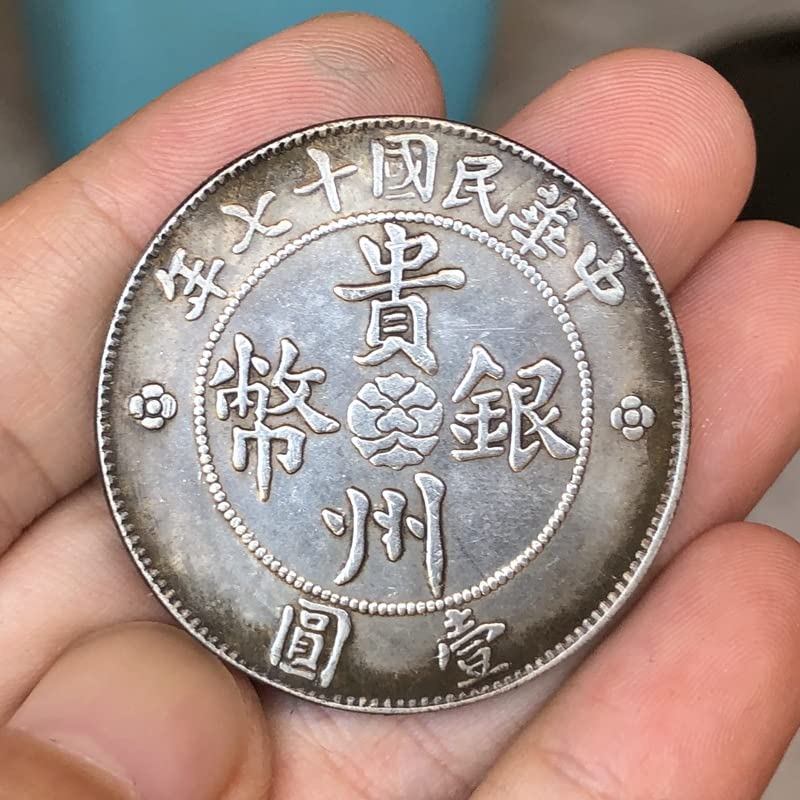 中華民國十七年
貴州
銀幣
壹圓